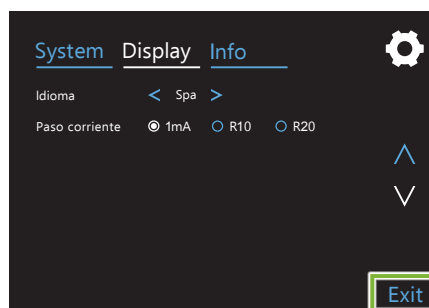 System Display Info
Idioma < Spa >
Paso corriente 1mA R10 R20
Exit